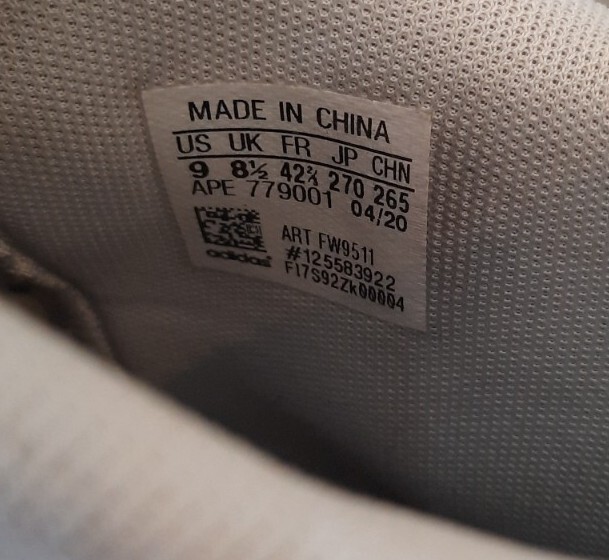 MADE IN CHINA
US UK FR JP CHN
9 8½ 42⅔ 270 265
APE 779001 04/20
ART FW9511
#125583922
F17S92Zk00004
adidas